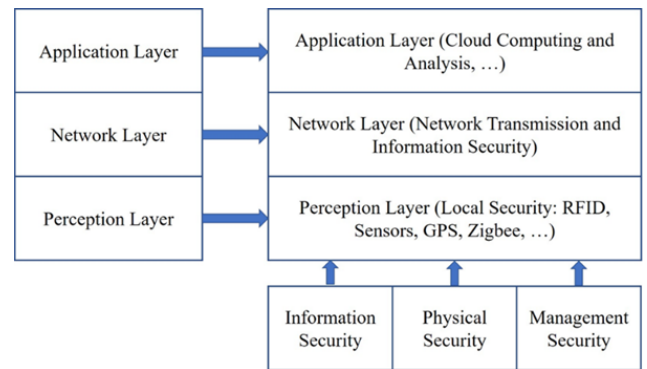 Application Layer
Application Layer (Cloud Computing and
Analysis, …)
Network Layer
Network Layer (Network Transmission and
Information Security)
Perception Layer
Perception Layer (Local Security: RFID,
Sensors, GPS, Zigbee, …)
Information
Security
Physical
Security
Management
Security